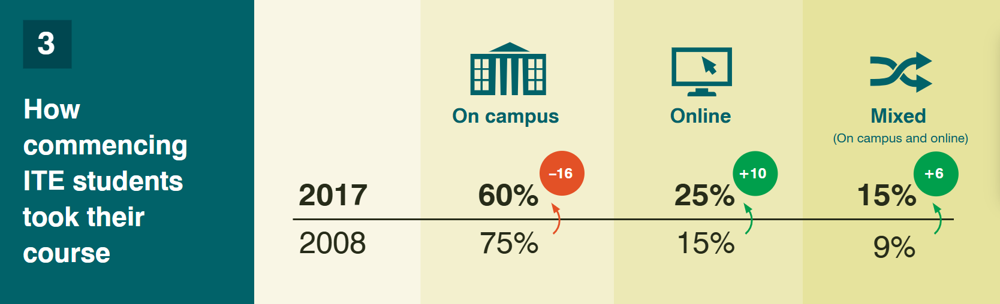 3
How
commencing
ITE students
took their
course
On campus
Online
Mixed
(On campus and online)
2017 60% –16 25% +10 15% +6
2008 75% 15% 9%